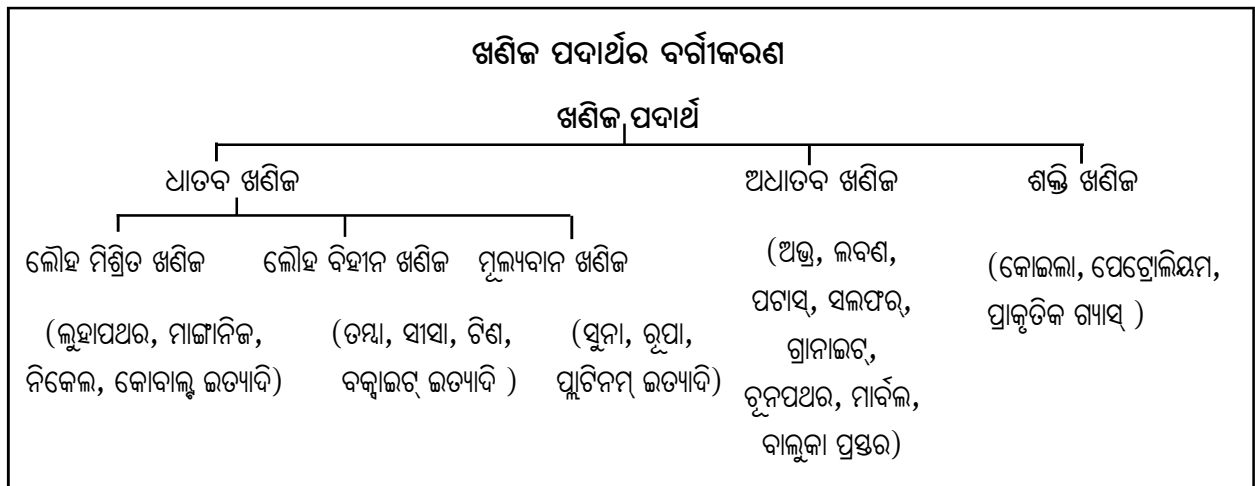 ଖଣିଜ ପଦାର୍ଥର ବର୍ଗୀକରଣ
ଖଣିଜ ପଦାର୍ଥ
ଧାତବ ଖଣିଜ
ଅଧାତବ ଖଣିଜ
ଶକ୍ତି ଖଣିଜ
ଲୌହ ମିଶ୍ରିତ ଖଣିଜ
ଲୌହ ବିହୀନ ଖଣିଜ
ମୂଲ୍ୟବାନ ଖଣିଜ
(ଲୁହାପଥର, ମାଙ୍ଗାନିଜ,
ନିକେଲ, କୋବାଲ୍ଟ ଇତ୍ୟାଦି)
(ତମ୍ବା, ସୀସା, ଟିଣ,
ବକ୍ସାଇଟ୍ ଇତ୍ୟାଦି )
(ସୁନା, ରୂପା,
ପ୍ଲାଟିନମ୍ ଇତ୍ୟାଦି)
(ଅଭ୍ର, ଲବଣ,
ପଟାସ୍, ସଲଫର୍,
ଗ୍ରାନାଇଟ୍,
ଚୂନପଥର, ମାର୍ବଲ,
ବାଲୁକା ପ୍ରସ୍ତର)
(କୋଇଲା, ପେଟ୍ରୋଲିୟମ,
ପ୍ରାକୃତିକ ଗ୍ୟାସ୍ )